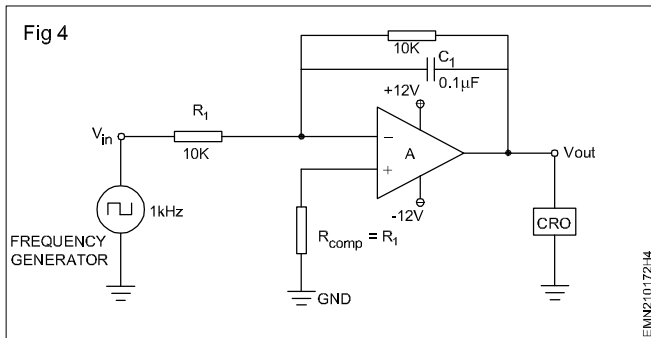 Fig 4
10K
C1
0.1µF
+12V
R1
Vin
10K
−
A
+
Vout
1kHz
-12V
CRO
FREQUENCY
GENERATOR
Rcomp = R1
GND
EMN210172H4